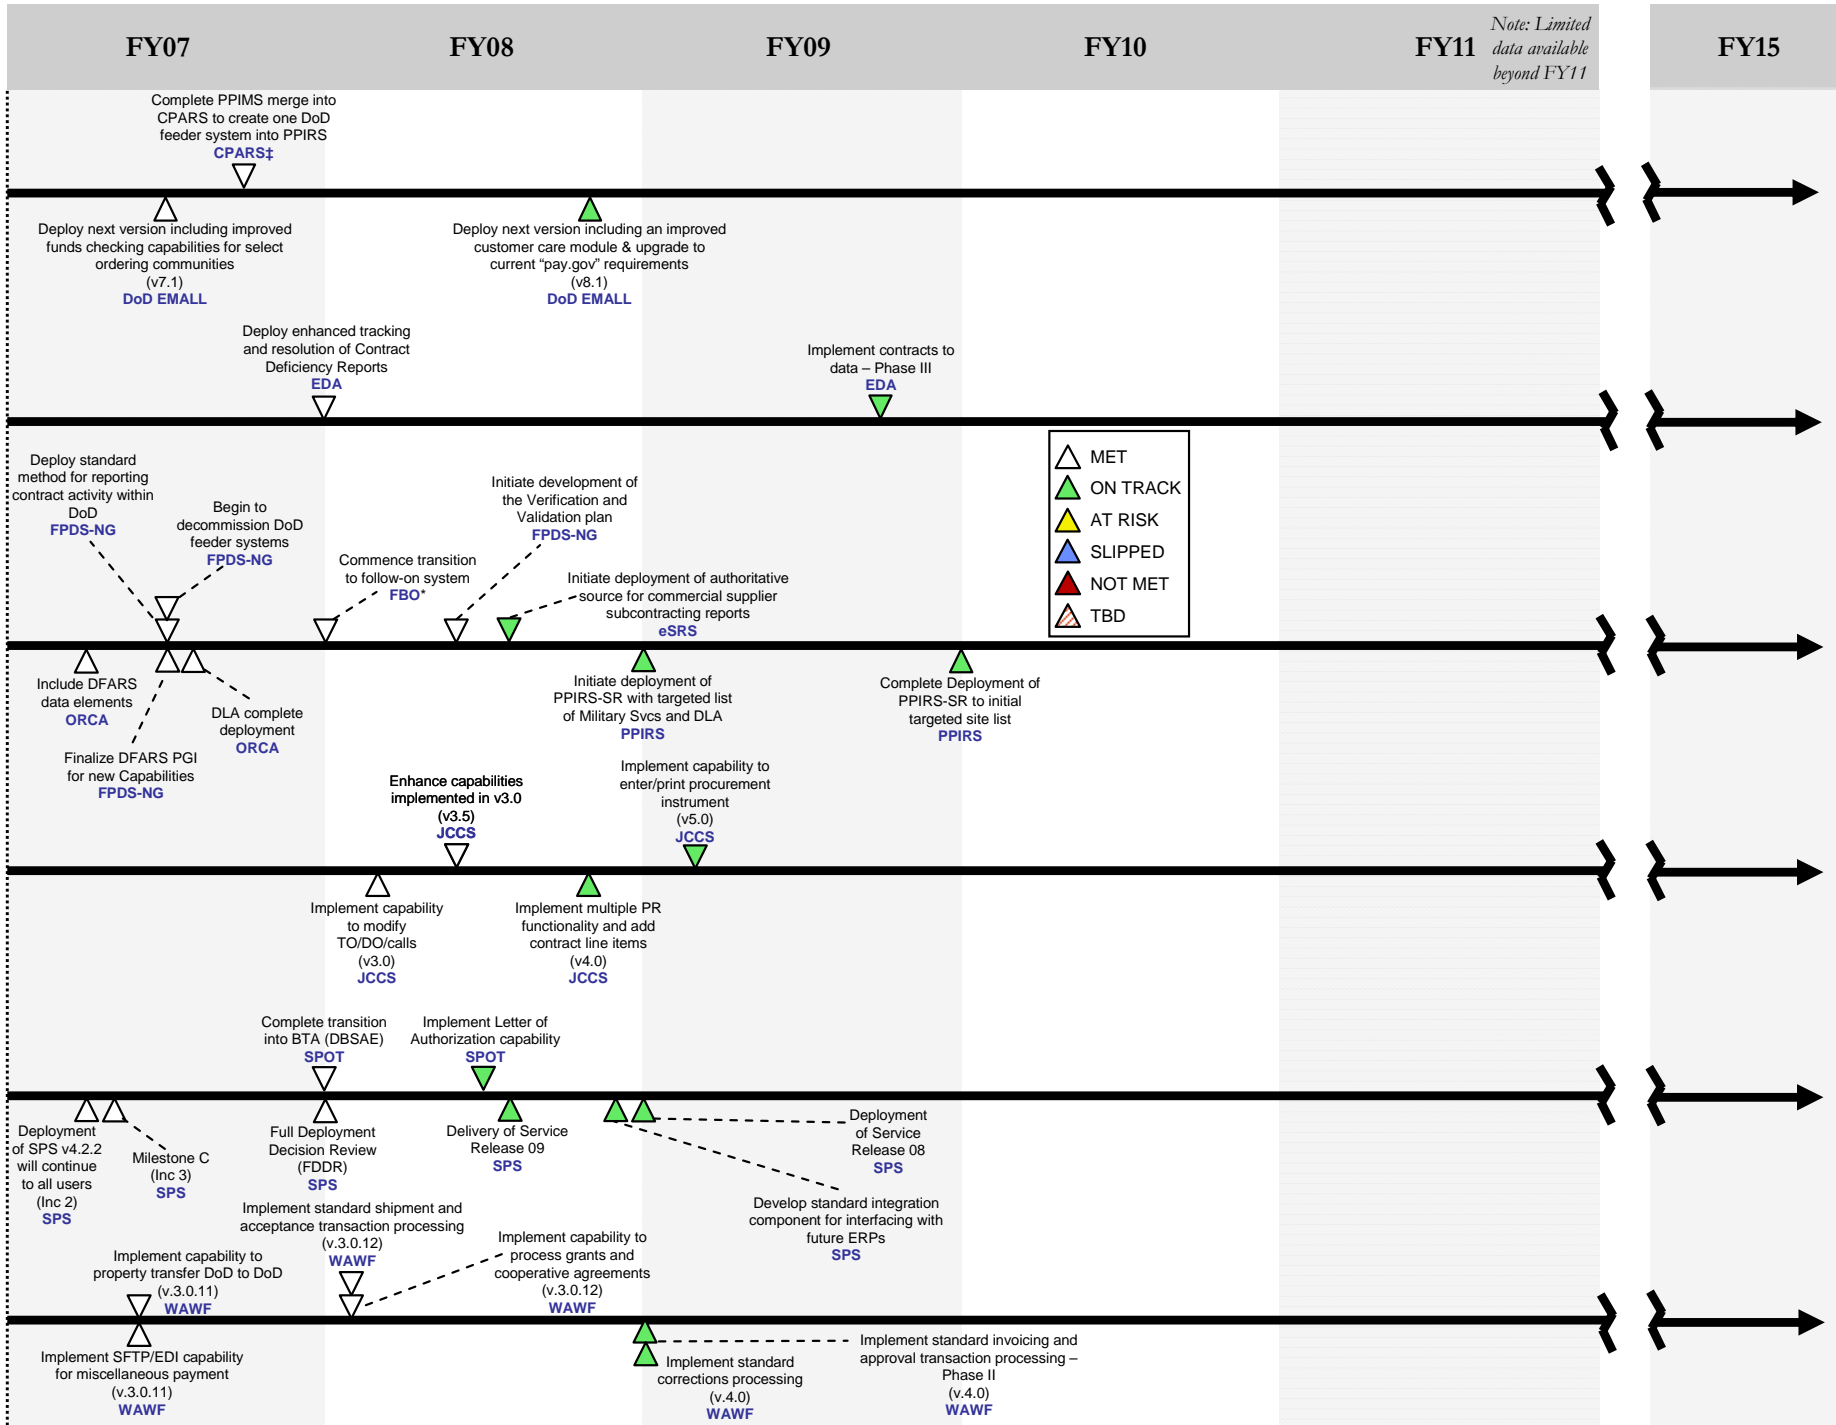 FY07
FY08
FY09
FY10
FY11
Note: Limited
data available
beyond FY11
FY15
Complete PPIMS merge into
CPARS to create one DoD
feeder system into PPIRS
CPARS‡
Deploy next version including improved
funds checking capabilities for select
ordering communities
(v7.1)
DoD EMALL
Deploy next version including an improved
customer care module & upgrade to
current “pay.gov” requirements
(v8.1)
DoD EMALL
Deploy enhanced tracking
and resolution of Contract
Deficiency Reports
EDA
Implement contracts to
data – Phase III
EDA
MET
ON TRACK
AT RISK
SLIPPED
NOT MET
TBD
Deploy standard
method for reporting
contract activity within
DoD
FPDS-NG
Begin to
decommission DoD
feeder systems
FPDS-NG
Commence transition
to follow-on system
FBO*
Initiate development of
the Verification and
Validation plan
FPDS-NG
Initiate deployment of authoritative
source for commercial supplier
subcontracting reports
eSRS
Include DFARS
data elements
ORCA
Finalize DFARS PGI
for new Capabilities
FPDS-NG
DLA complete
deployment
ORCA
Initiate deployment of
PPIRS-SR with targeted list
of Military Svcs and DLA
PPIRS
Complete Deployment of
PPIRS-SR to initial
targeted site list
PPIRS
Enhance capabilities
implemented in v3.0
(v3.5)
JCCS
Implement capability to
enter/print procurement
instrument
(v5.0)
JCCS
Implement capability
to modify
TO/DO/calls
(v3.0)
JCCS
Implement multiple PR
functionality and add
contract line items
(v4.0)
JCCS
Complete transition
into BTA (DBSAE)
SPOT
Implement Letter of
Authorization capability
SPOT
Deployment
of SPS v4.2.2
will continue
to all users
(Inc 2)
SPS
Milestone C
(Inc 3)
SPS
Full Deployment
Decision Review
(FDDR)
SPS
Delivery of Service
Release 09
SPS
Deployment
of Service
Release 08
SPS
Develop standard integration
component for interfacing with
future ERPs
SPS
Implement capability to
property transfer DoD to DoD
(v.3.0.11)
WAWF
Implement standard shipment and
acceptance transaction processing
(v.3.0.12)
WAWF
Implement capability to
process grants and
cooperative agreements
(v.3.0.12)
WAWF
Implement SFTP/EDI capability
for miscellaneous payment
(v.3.0.11)
WAWF
Implement standard
corrections processing
(v.4.0)
WAWF
Implement standard invoicing and
approval transaction processing –
Phase II
(v.4.0)
WAWF